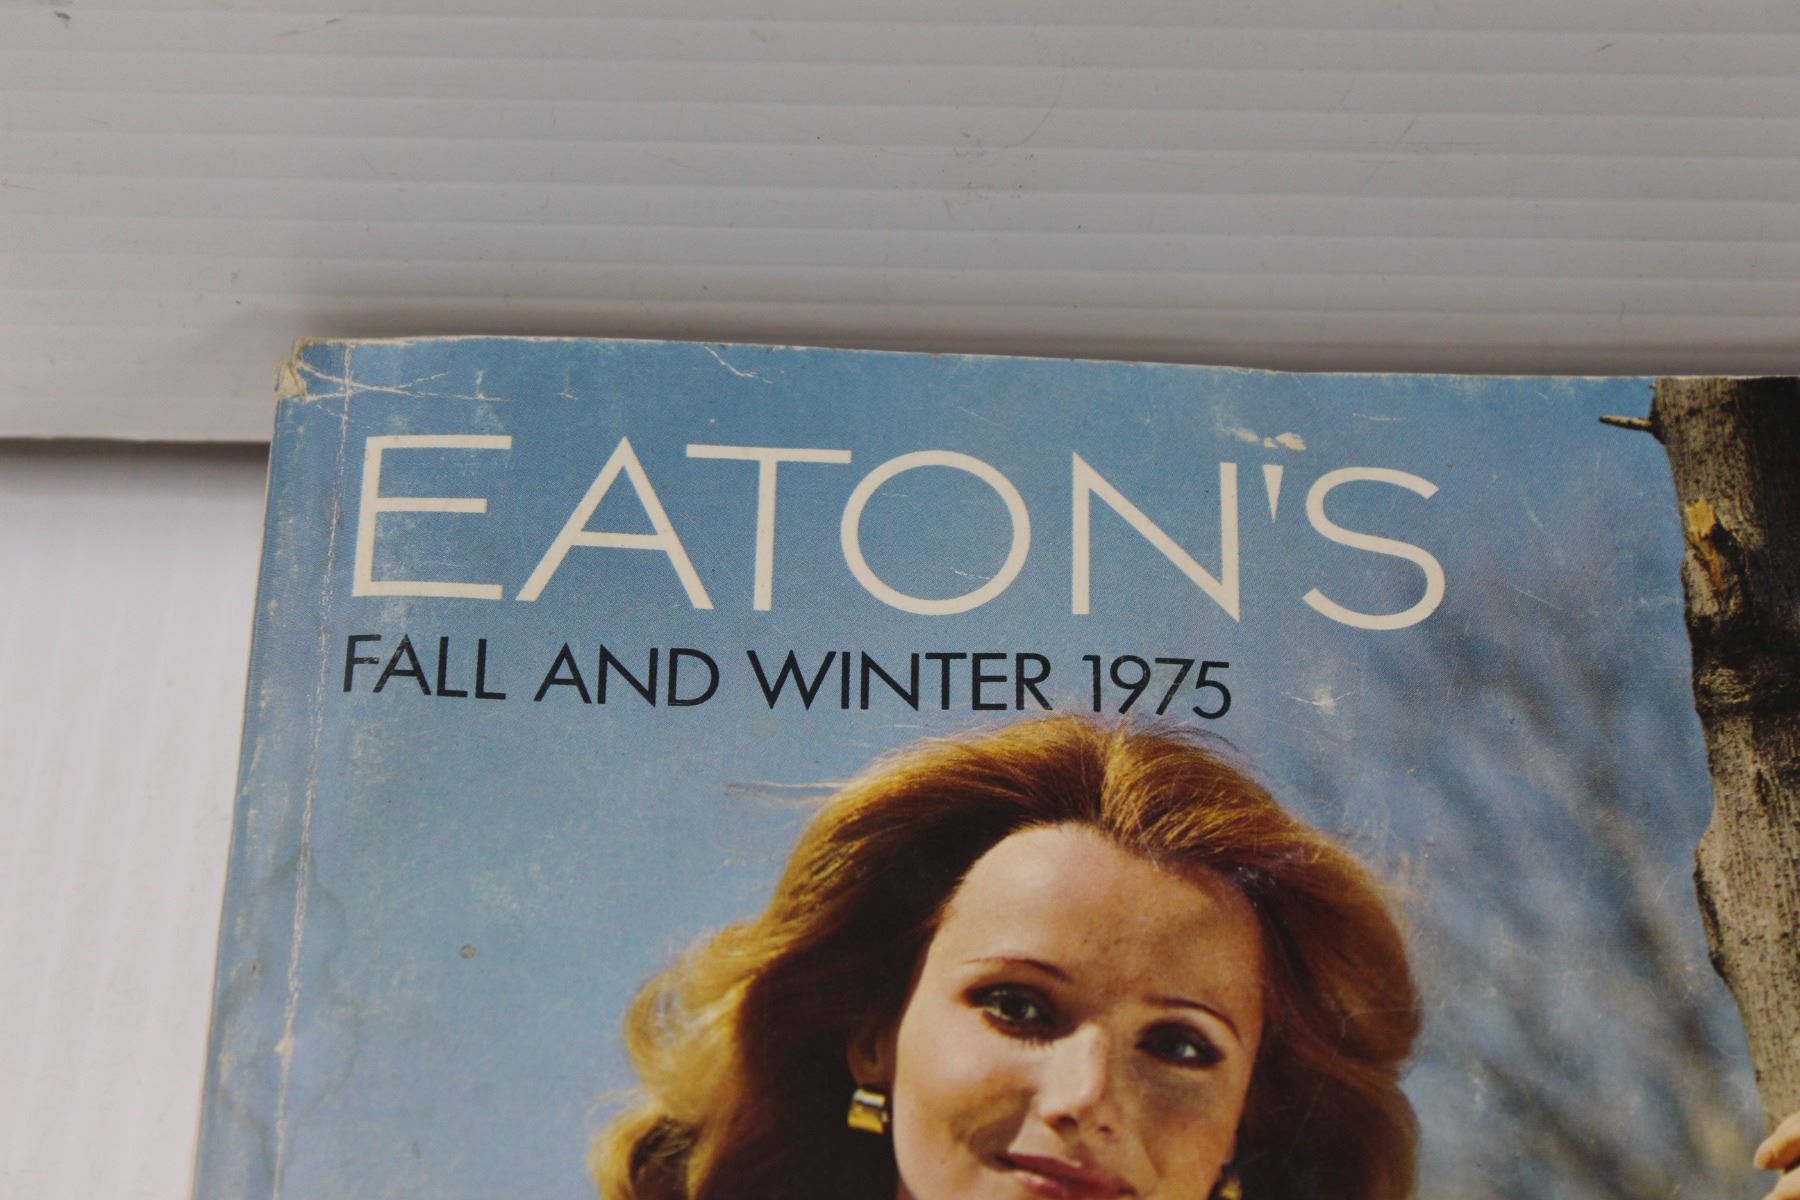 EATON'S
FALL AND WINTER 1975